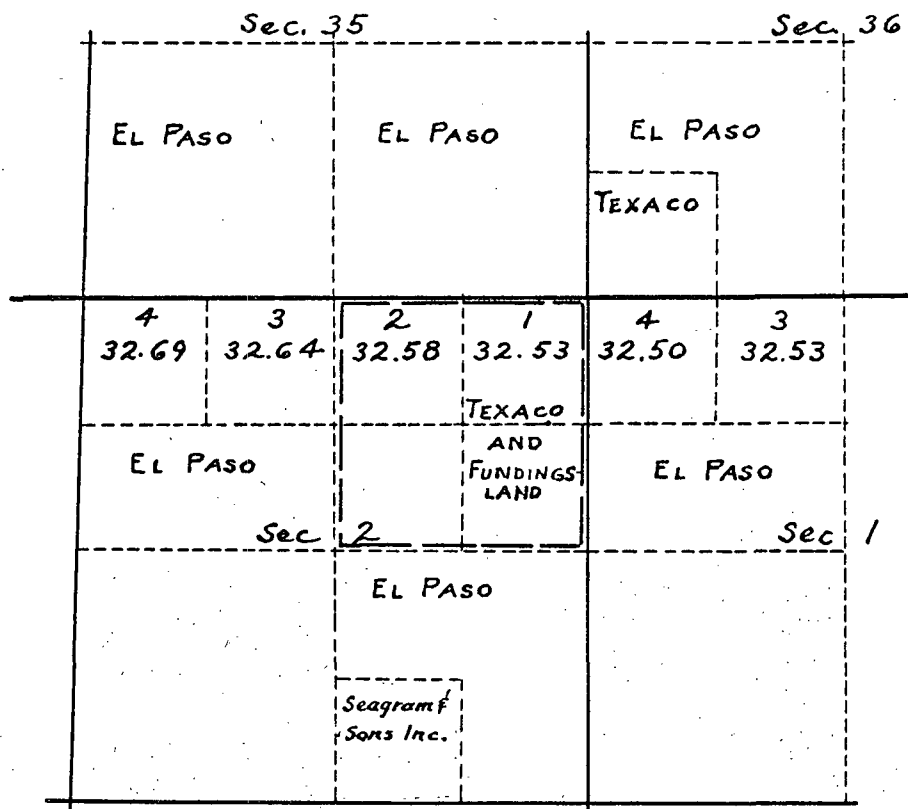 Sec. 35
Sec. 36
EL PASO
EL PASO
EL PASO
TEXACO
4
32.69
3
32.64
2
32.58
1
32.53
4
32.50
3
32.53
TEXACO
AND
FUNDINGS-
LAND
EL PASO
EL PASO
Sec 2
Sec 1
EL PASO
Seagram &
Sons Inc.